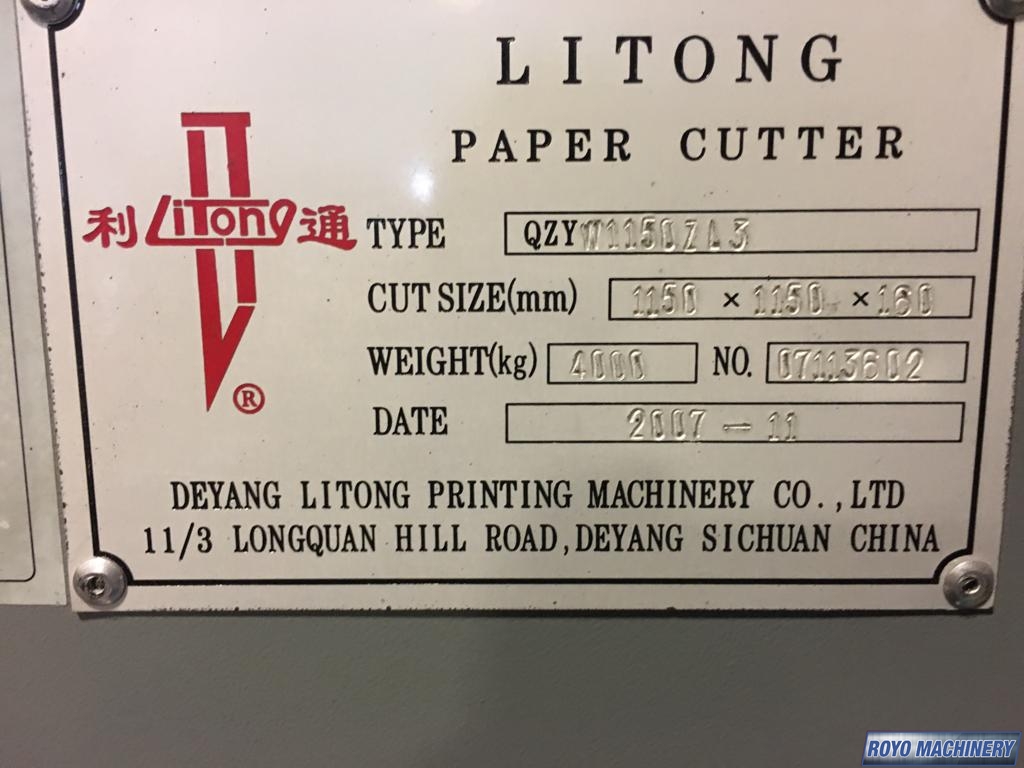 LITONG
PAPER CUTTER
利 LiTong 通
®
TYPE QZYW1150ZA3
CUT SIZE(mm) 1150 × 1150 × 160
WEIGHT(kg) 4000 NO. 07113602
DATE 2007-11
DEYANG LITONG PRINTING MACHINERY CO.,LTD
11/3 LONGQUAN HILL ROAD,DEYANG SICHUAN CHINA
ROYO MACHINERY